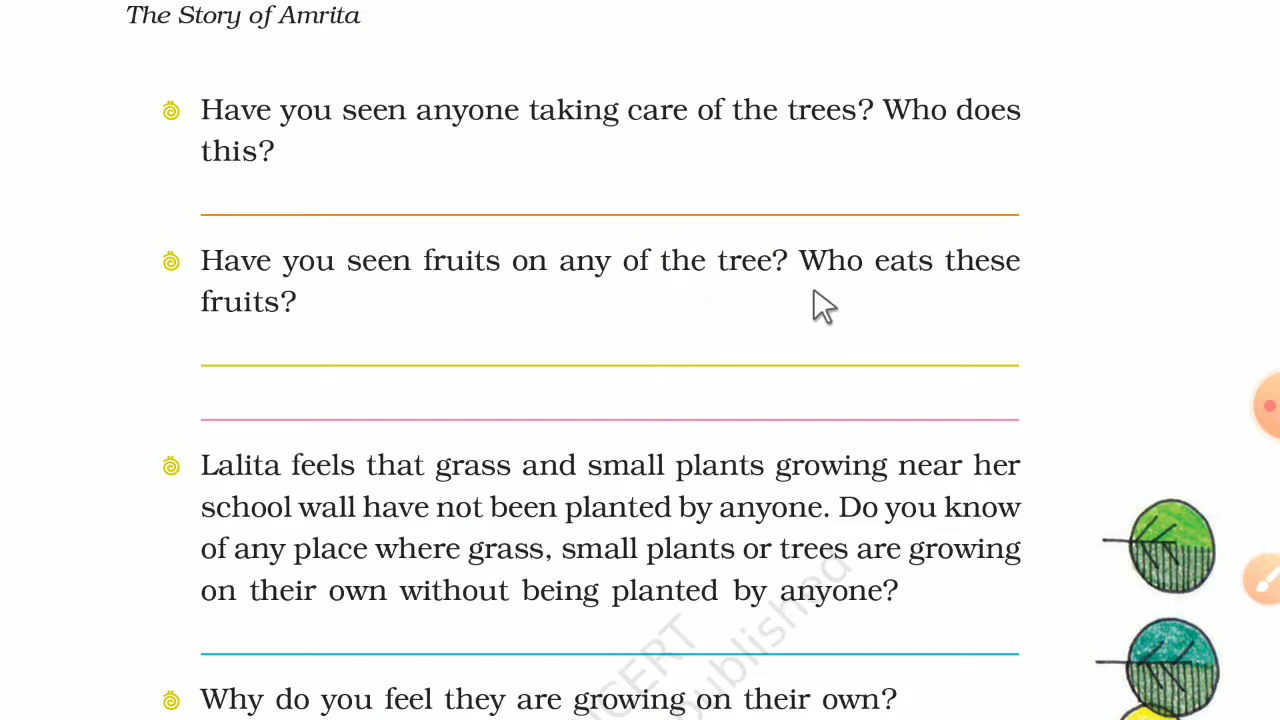 The Story of Amrita
Have you seen anyone taking care of the trees? Who does
this?
Have you seen fruits on any of the tree? Who eats these
fruits?
Lalita feels that grass and small plants growing near her
school wall have not been planted by anyone. Do you know
of any place where grass, small plants or trees are growing
on their own without being planted by anyone?
Why do you feel they are growing on their own?
NCERT
published